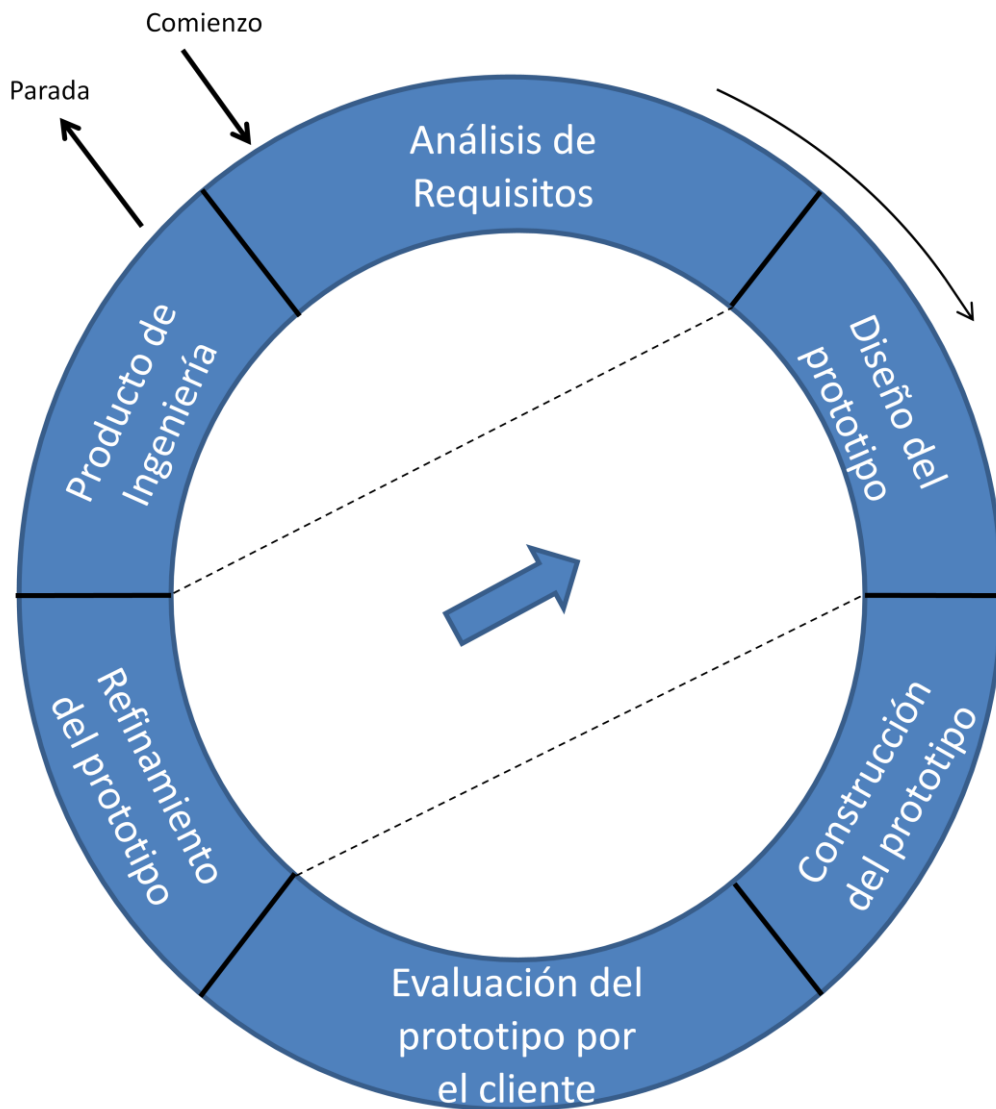 Comienzo
Parada
Análisis de
Requisitos
Diseño del
prototipo
Construcción
del prototipo
Evaluación del
prototipo por
el cliente
Refinamiento
del prototipo
Producto de
Ingeniería